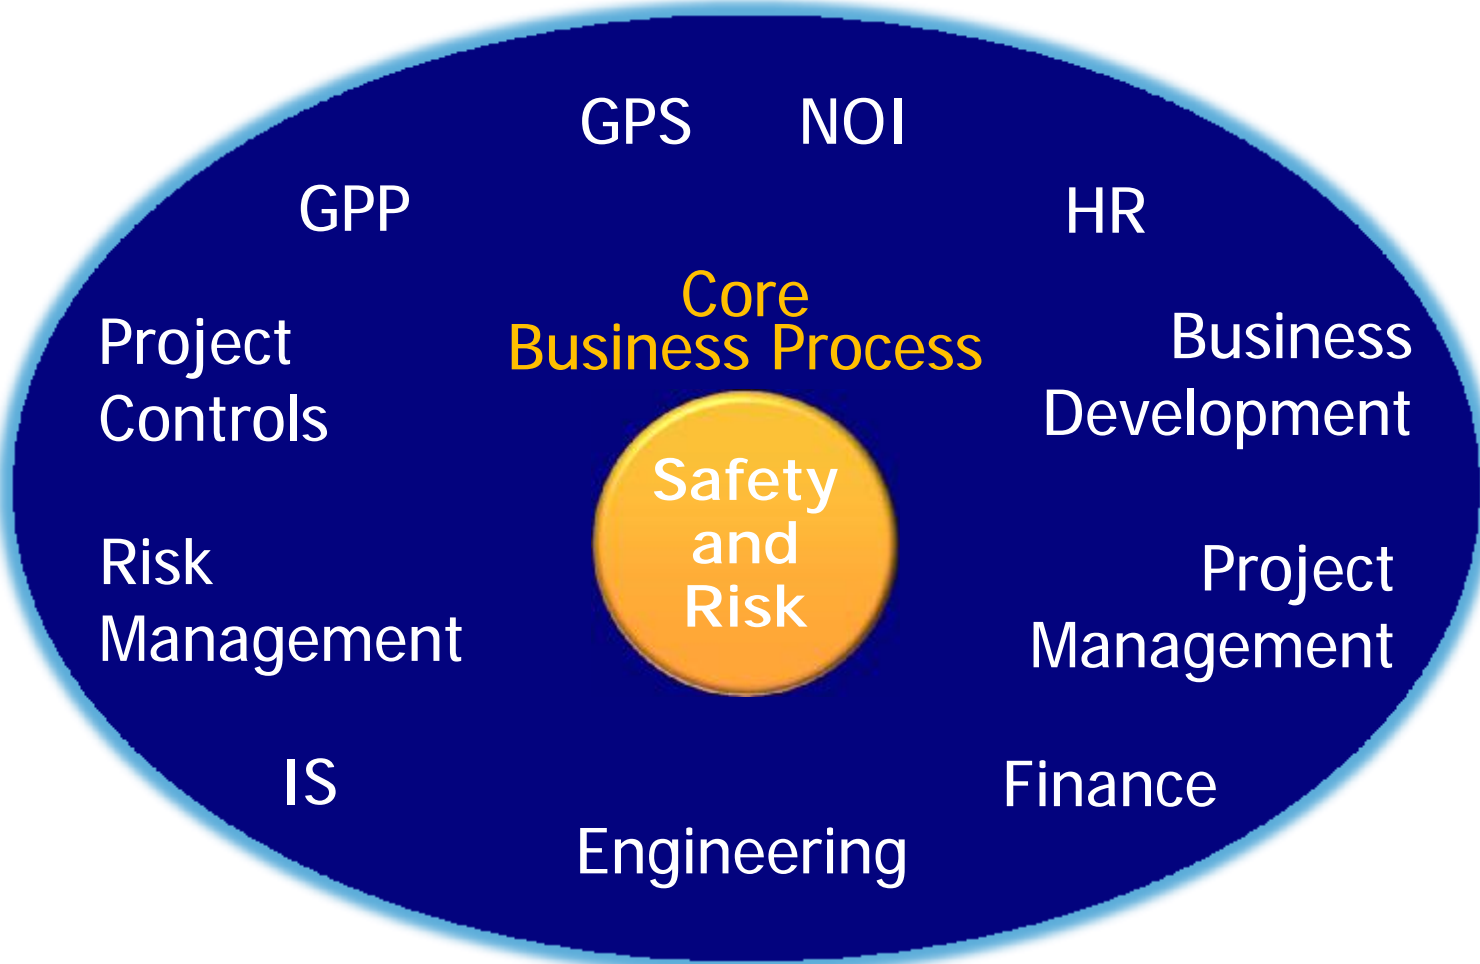 GPS NOI
GPP
HR
Core
Business Process
Project
Controls
Business
Development
Safety
and
Risk
Risk
Management
Project
Management
IS
Finance
Engineering